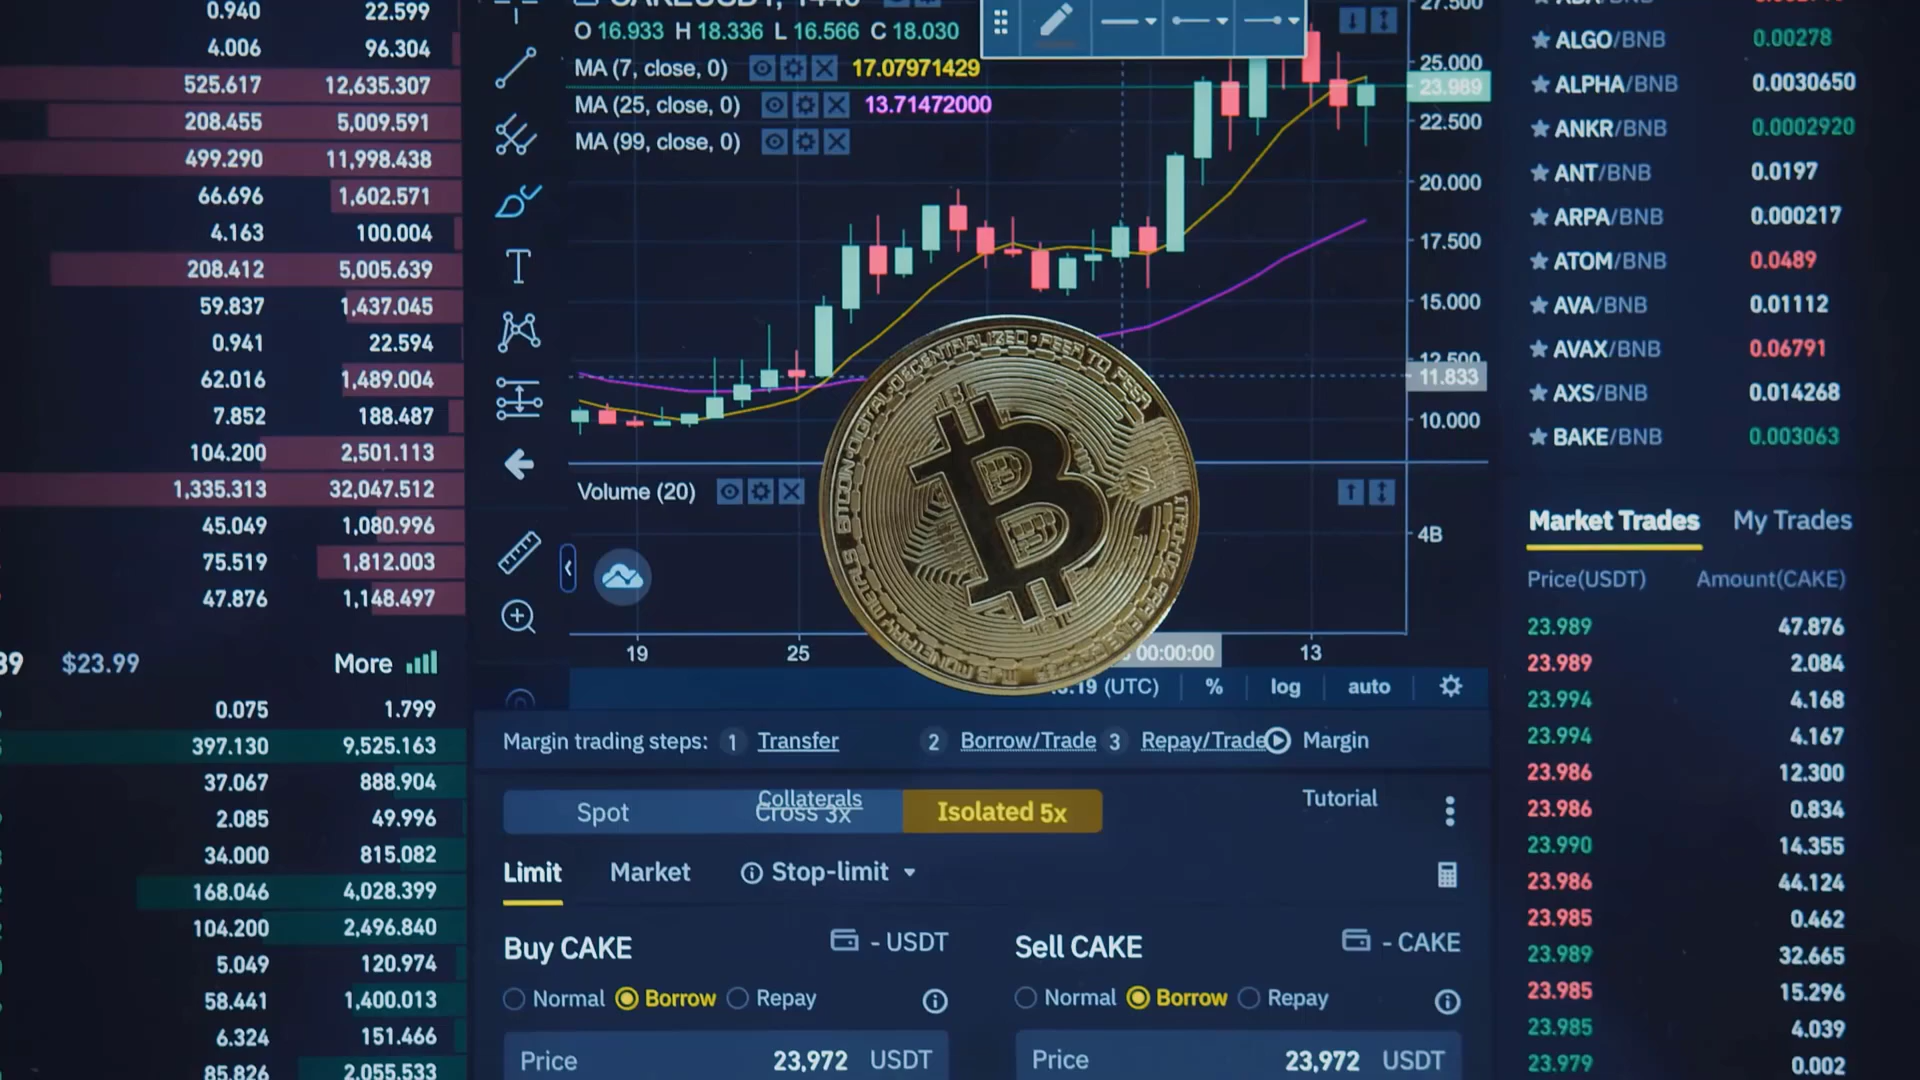 0.940 22.599
4.006 96.304
525.617 12,635.307
208.455 5,009.591
499.290 11,998.438
66.696 1,602.571
4.163 100.004
208.412 5,005.639
59.837 1,437.045
0.941 22.594
62.016 1,489.004
7.852 188.487
104.200 2,501.113
1,335.313 32,047.512
45.049 1,080.996
75.519 1,812.003
47.876 1,148.497
$23.99 More
0.075 1.799
397.130 9,525.163
37.067 888.904
2.085 49.996
34.000 815.082
168.046 4,028.399
104.200 2,496.840
5.049 120.974
58.441 1,400.013
6.324 151.466
85.826 2,055.533
O 16.933 H 18.336 L 16.566 C 18.030
MA (7, close, 0) 17.07971429
MA (25, close, 0) 13.71472000
MA (99, close, 0)
27.500
25.000
23.989
22.500
20.000
17.500
15.000
12.500
11.833
10.000
Volume (20)
4B
BITCOIN·DIGITAL·DECENTRALIZED·PEER TO PEER
19 25 00:00:00 13
(UTC) % log auto
Margin trading steps: 1 Transfer 2 Borrow/Trade 3 Repay/Trade Margin
Collaterals Tutorial
Spot Cross 3x Isolated 5x
Limit Market Stop-limit
Buy CAKE - USDT
Normal Borrow Repay
Price 23,972 USDT
Sell CAKE - CAKE
Normal Borrow Repay
Price 23,972 USDT
ALGO/BNB 0.00278
ALPHA/BNB 0.0030650
ANKR/BNB 0.0002920
ANT/BNB 0.0197
ARPA/BNB 0.000217
ATOM/BNB 0.0489
AVA/BNB 0.01112
AVAX/BNB 0.06791
AXS/BNB 0.014268
BAKE/BNB 0.003063
Market Trades My Trades
Price(USDT) Amount(CAKE)
23.989 47.876
23.989 2.084
23.994 4.168
23.994 4.167
23.986 12.300
23.986 0.834
23.990 14.355
23.986 44.124
23.985 0.462
23.989 32.665
23.985 15.296
23.985 4.039
23.979 0.002